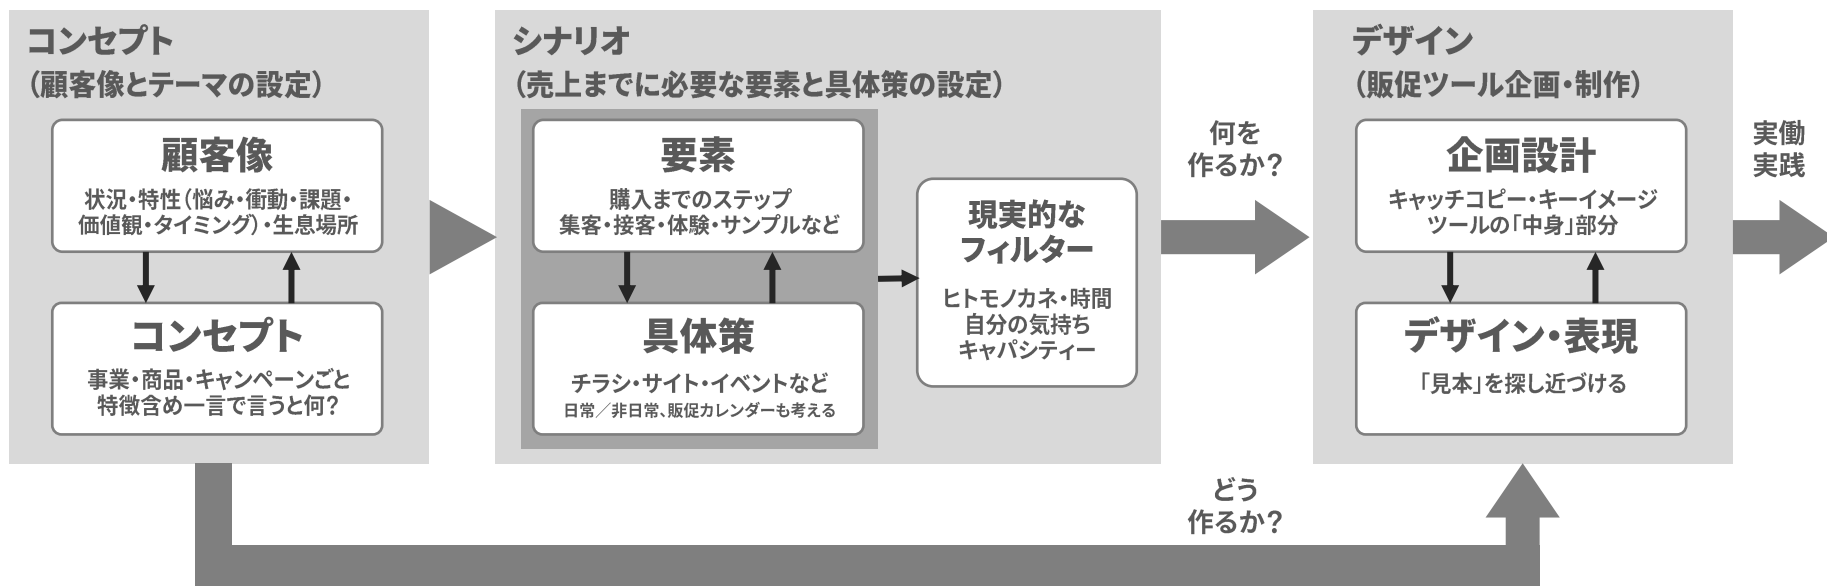 コンセプト
（顧客像とテーマの設定）
顧客像
状況・特性（悩み・衝動・課題・
価値観・タイミング）・生息場所
コンセプト
事業・商品・キャンペーンごと
特徴含め一言で言うと何？
シナリオ
（売上までに必要な要素と具体策の設定）
要素
購入までのステップ
集客・接客・体験・サンプルなど
具体策
チラシ・サイト・イベントなど
日常／非日常、販促カレンダーも考える
現実的な
フィルター
ヒトモノカネ・時間
自分の気持ち
キャパシティー
何を
作るか？
どう
作るか？
デザイン
（販促ツール企画・制作）
企画設計
キャッチコピー・キーイメージ
ツールの「中身」部分
デザイン・表現
「見本」を探し近づける
実働
実践